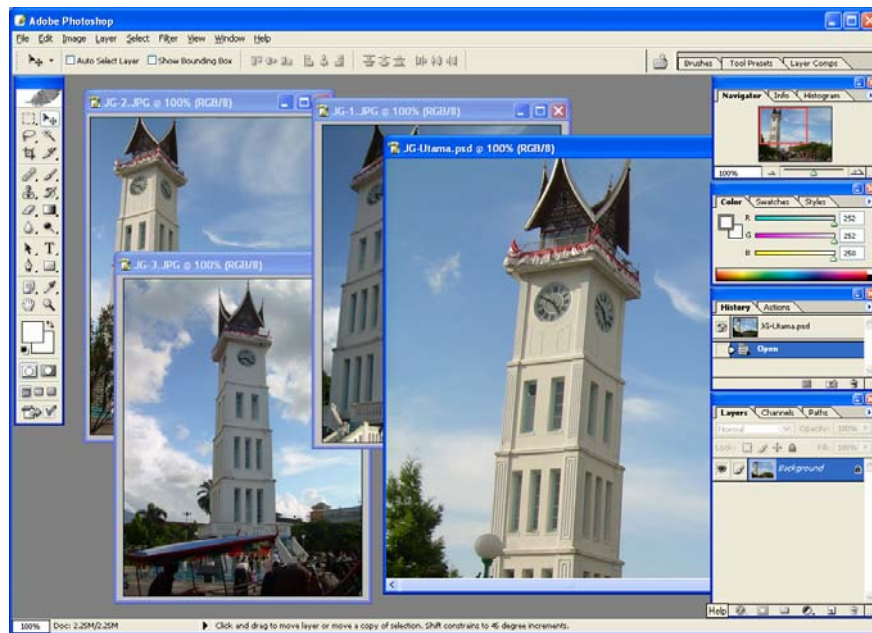 Adobe Photoshop
File Edit Image Layer Select Filter View Window Help
Auto Select Layer Show Bounding Box
Brushes Tool Presets Layer Comps
JG-2.JPG @ 100% (RGB/8)
JG-1.JPG @ 100% (RGB/8)
JG-Utama.psd @ 100% (RGB/8)
JG-3.JPG @ 100% (RGB/8)
Navigator Info Histogram
100%
Color Swatches Styles
R 252
G 252
B 250
History Actions
JG-Utama.psd
Open
Layers Channels Paths
Normal Opacity: 100%
Lock: Fill: 100%
Background
Help
100% Doc: 2.25M/2.25M Click and drag to move layer or move a copy of selection. Shift constrains to 45 degree increments.